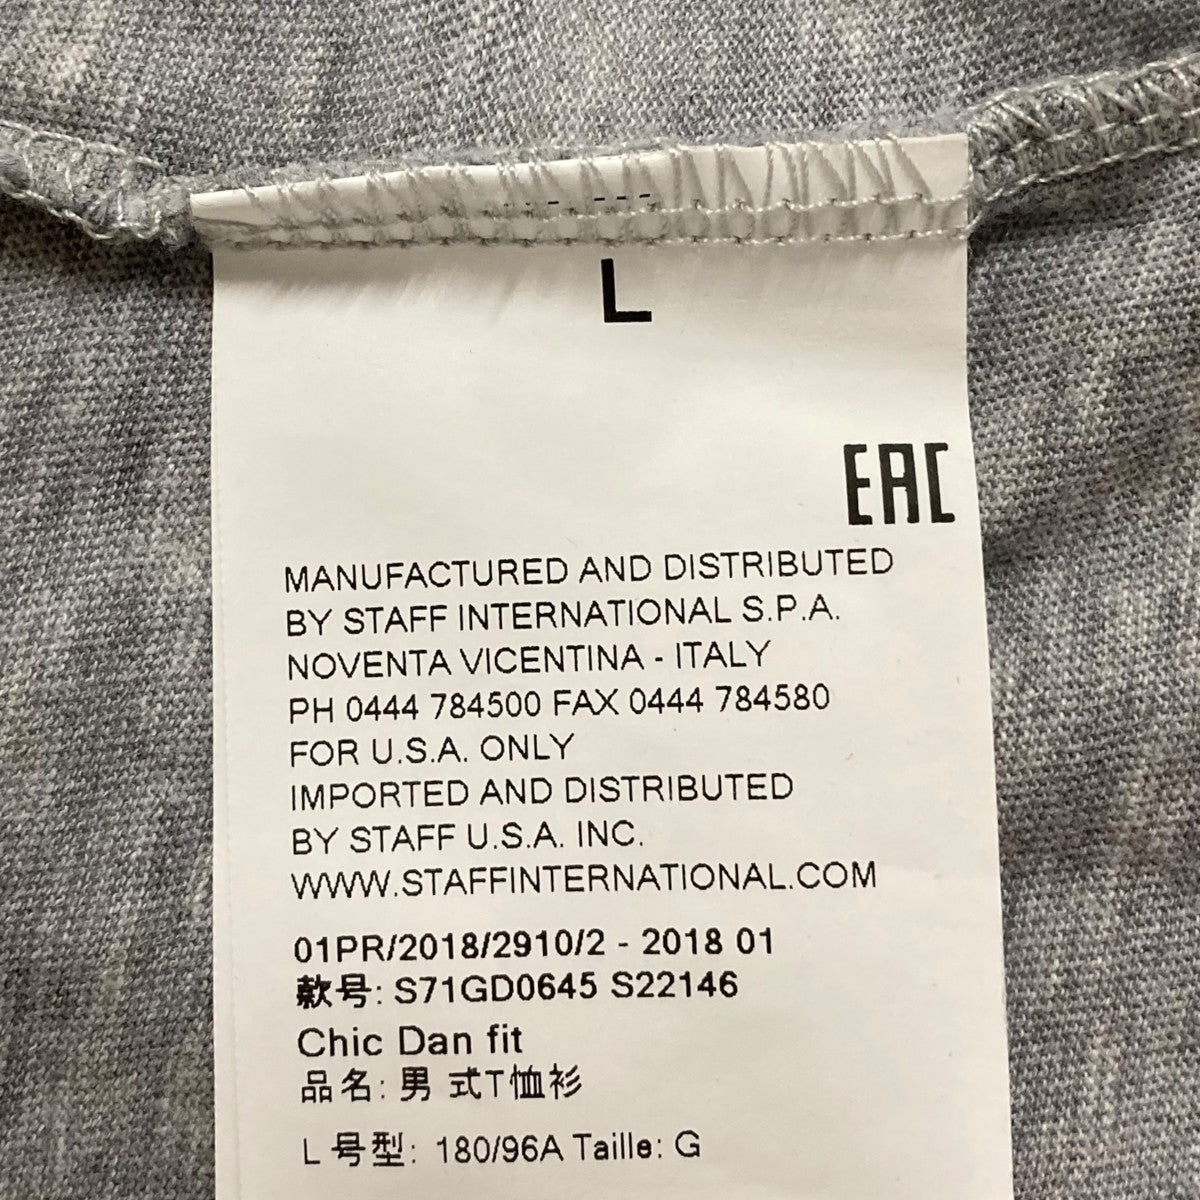 L
EAC
MANUFACTURED AND DISTRIBUTED
BY STAFF INTERNATIONAL S.P.A.
NOVENTA VICENTINA - ITALY
PH 0444 784500 FAX 0444 784580
FOR U.S.A. ONLY
IMPORTED AND DISTRIBUTED
BY STAFF U.S.A. INC.
WWW.STAFFINTERNATIONAL.COM
01PR/2018/2910/2 - 2018 01
款号: S71GD0645 S22146
Chic Dan fit
品名: 男 式T恤衫
L 号型: 180/96A Taille: G